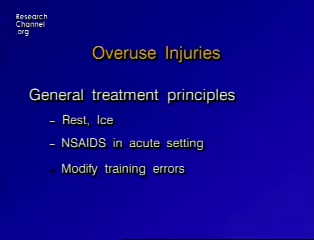 Research
Channel
.org
Overuse Injuries
General treatment principles
– Rest, Ice
– NSAIDS in acute setting
– Modify training errors